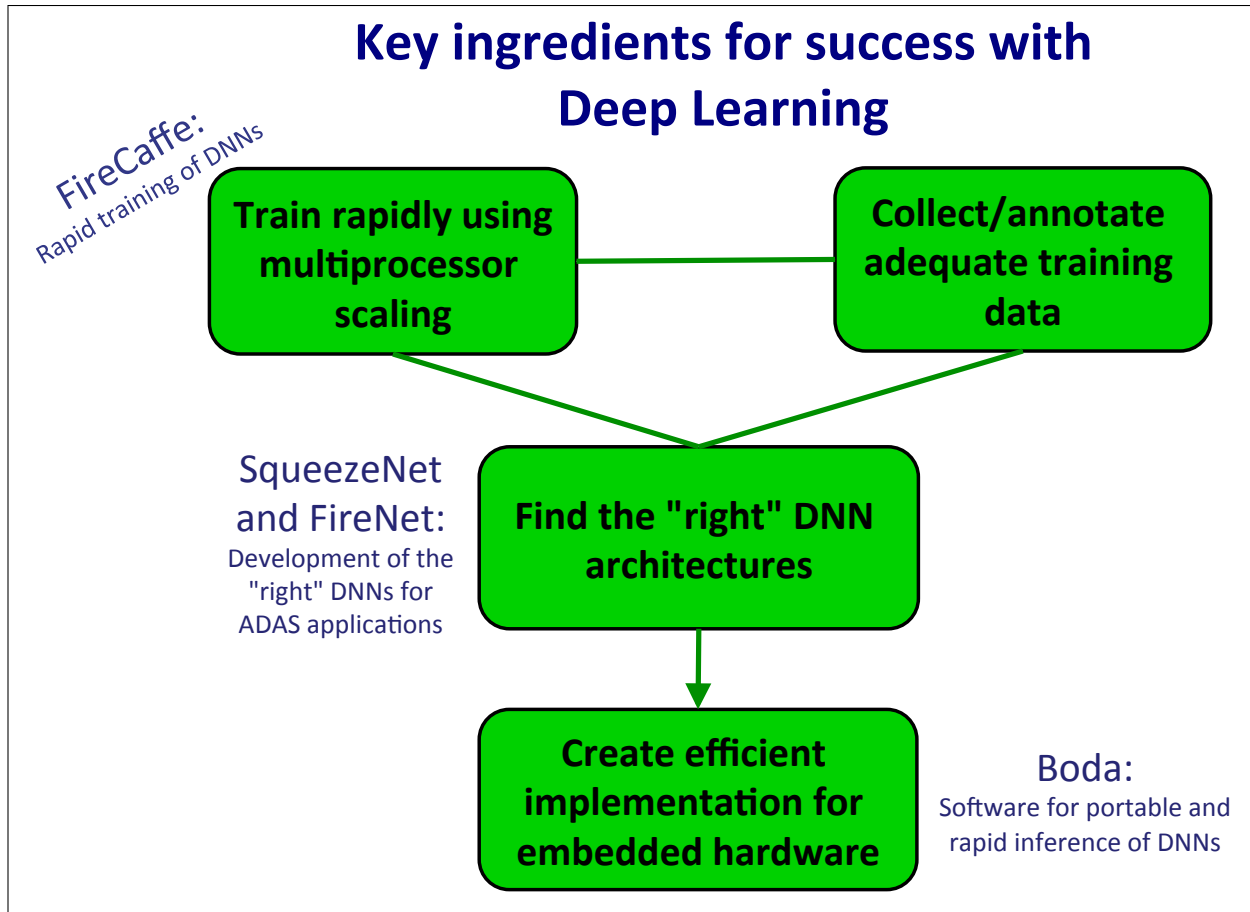 Key ingredients for success with
Deep Learning
FireCaffe:
Rapid training of DNNs
Train rapidly using
multiprocessor
scaling
Collect/annotate
adequate training
data
SqueezeNet
and FireNet:
Development of the
"right" DNNs for
ADAS applications
Find the "right" DNN
architectures
Create efficient
implementation for
embedded hardware
Boda:
Software for portable and
rapid inference of DNNs